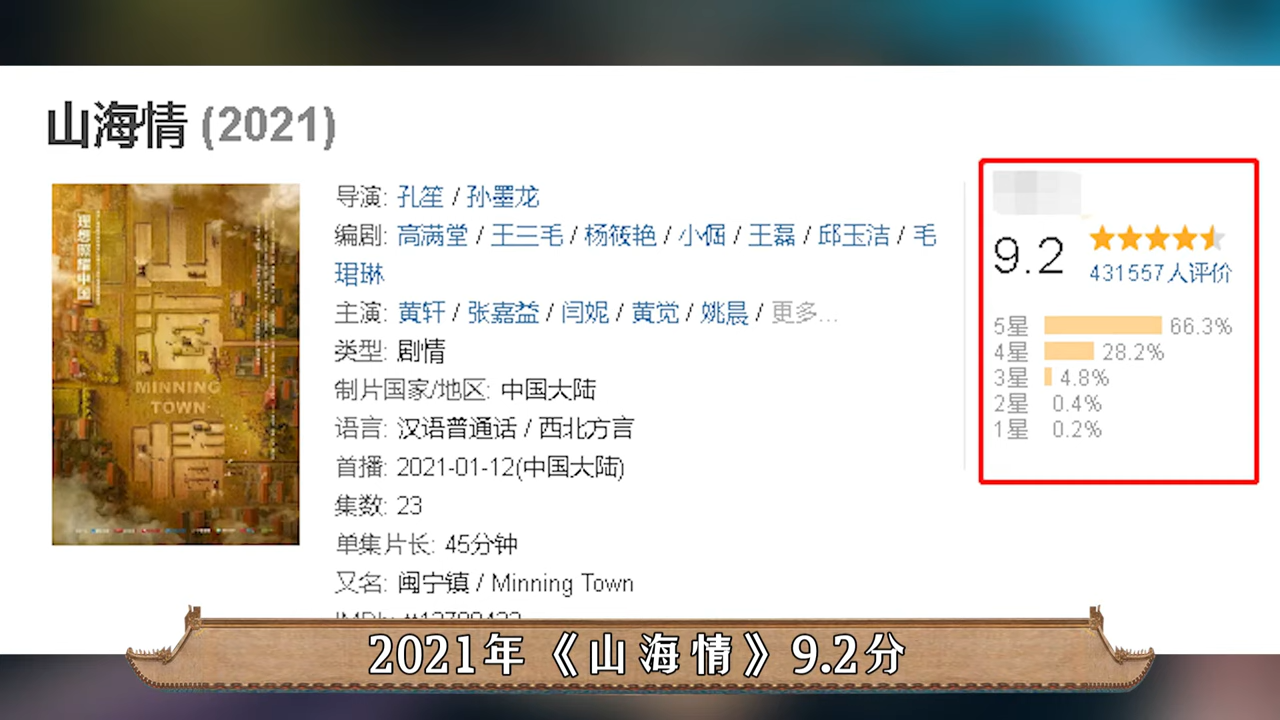 山海情 (2021)
理想照耀中国
MINNING
TOWN
导演: 孔笙 / 孙墨龙
编剧: 高满堂 / 王三毛 / 杨筱艳 / 小倔 / 王磊 / 邱玉洁 / 毛
珺琳
主演: 黄轩 / 张嘉益 / 闫妮 / 黄觉 / 姚晨 / 更多...
类型: 剧情
制片国家/地区: 中国大陆
语言: 汉语普通话 / 西北方言
首播: 2021-01-12(中国大陆)
集数: 23
单集片长: 45分钟
又名: 闽宁镇 / Minning Town
9.2
431557人评价
5星 66.3%
4星 28.2%
3星 4.8%
2星 0.4%
1星 0.2%
2021年《山海情》9.2分